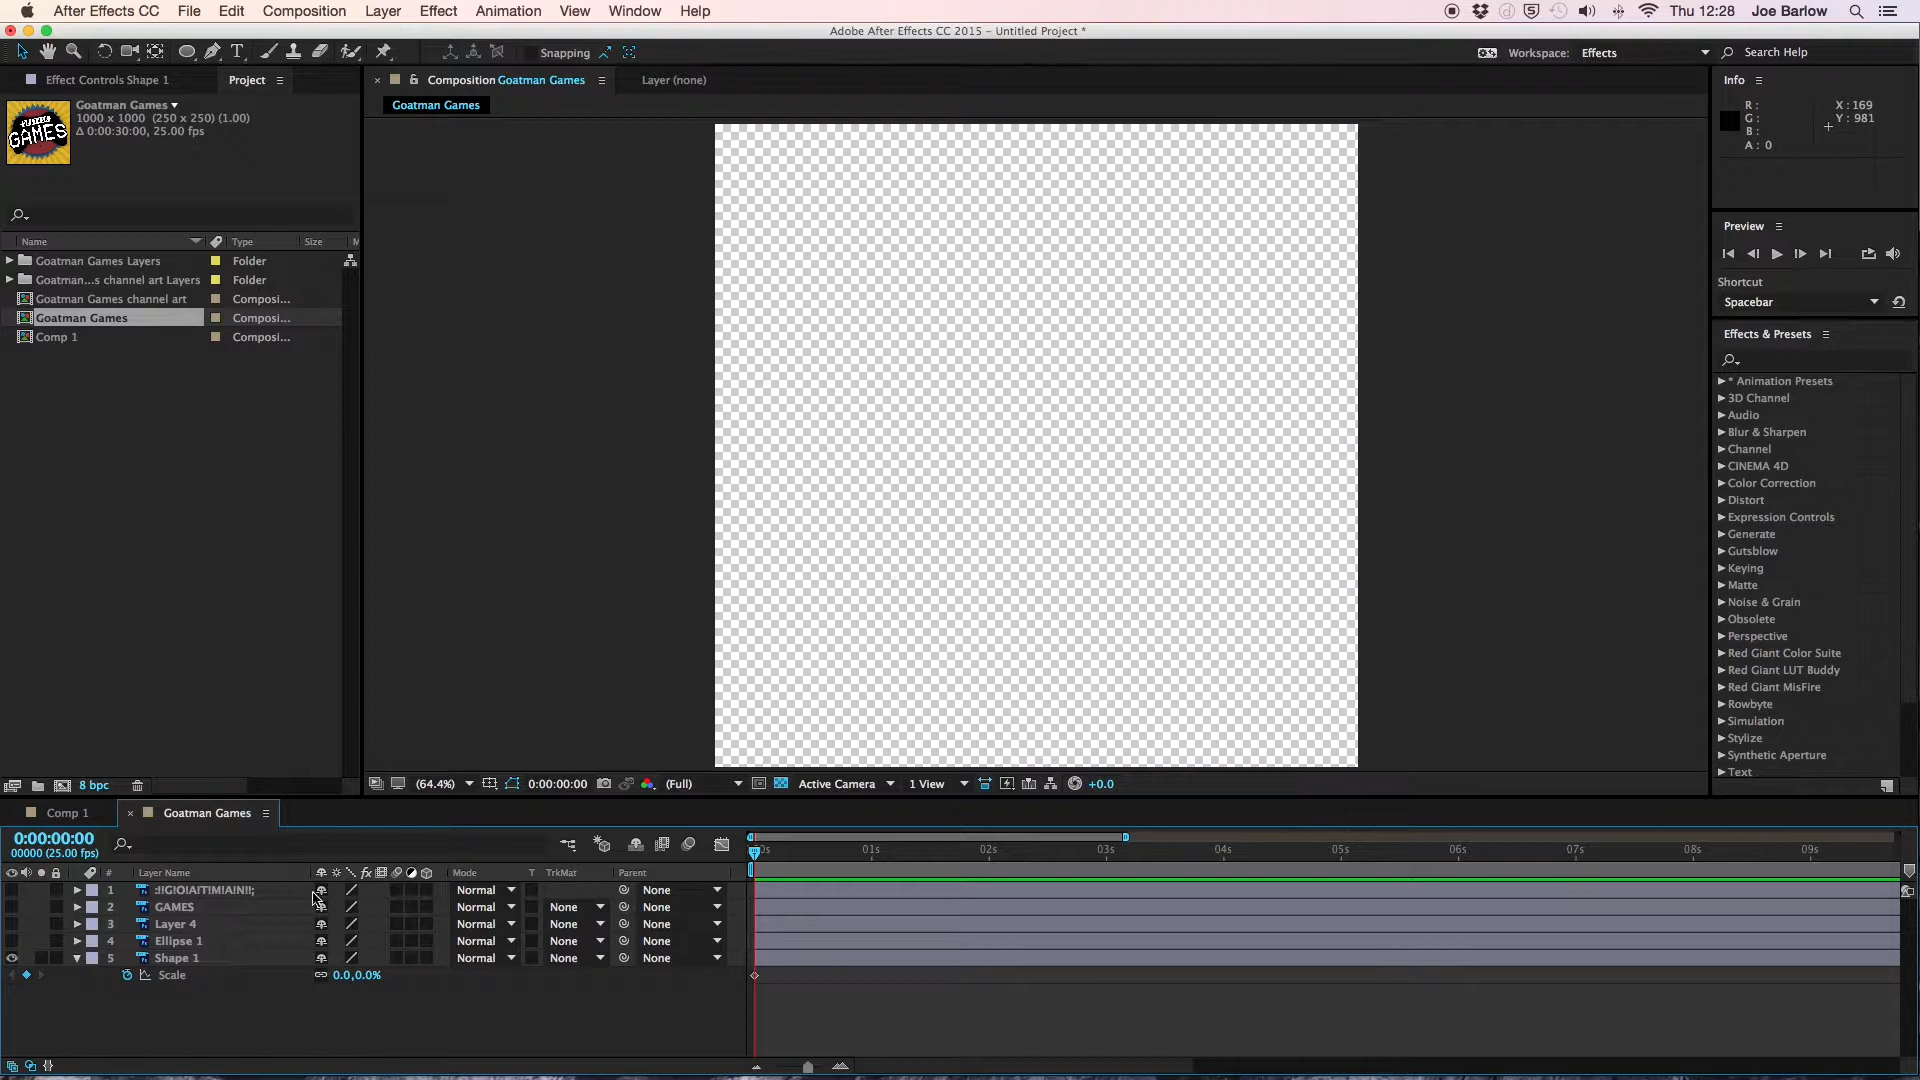 After Effects CC File Edit Composition Layer Effect Animation View Window Help Thu 12:28 Joe Barlow
Adobe After Effects CC 2015 - Untitled Project *
Snapping Workspace: Effects Search Help
Effect Controls Shape 1 Project Composition Goatman Games Layer (none) Info
Goatman Games
1000 x 1000 (250 x 250) (1.00)
Δ 0:00:30:00, 25.00 fps
GAMES
Goatman Games
R : X : 169
G : Y : 981
B :
A : 0
Preview
Shortcut
Spacebar
Name Type Size M
Goatman Games Layers Folder
Goatman...s channel art Layers Folder
Goatman Games channel art Composi...
Goatman Games Composi...
Comp 1 Composi...
Effects & Presets
* Animation Presets
3D Channel
Audio
Blur & Sharpen
Channel
CINEMA 4D
Color Correction
Distort
Expression Controls
Generate
Gutsblow
Keying
Matte
Noise & Grain
Obsolete
Perspective
Red Giant Color Suite
Red Giant LUT Buddy
Red Giant MisFire
Rowbyte
Simulation
Stylize
Synthetic Aperture
Text
8 bpc (64.4%) 0:00:00:00 (Full) Active Camera 1 View +0.0
Comp 1 Goatman Games
0:00:00:00
00000 (25.00 fps)
0s 01s 02s 03s 04s 05s 06s 07s 08s 09s
# Layer Name fx Mode T TrkMat Parent
1 Normal None
2 GAMES Normal None None
3 Layer 4 Normal None None
4 Ellipse 1 Normal None None
5 Shape 1 Normal None None
Scale 0.0,0.0%